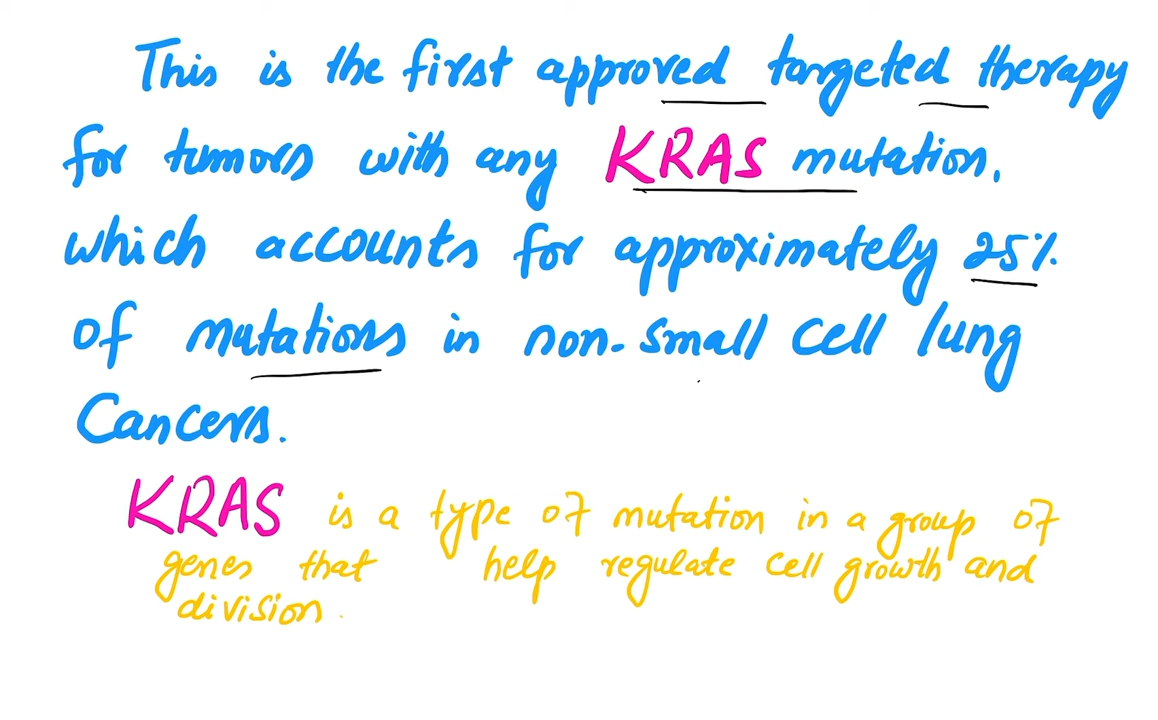 This is the first approved targeted therapy
for tumors with any KRAS mutation,
which accounts for approximately 25%
of mutations in non-small cell lung
Cancers.
KRAS is a type of mutation in a group of
genes that help regulate cell growth and
division.